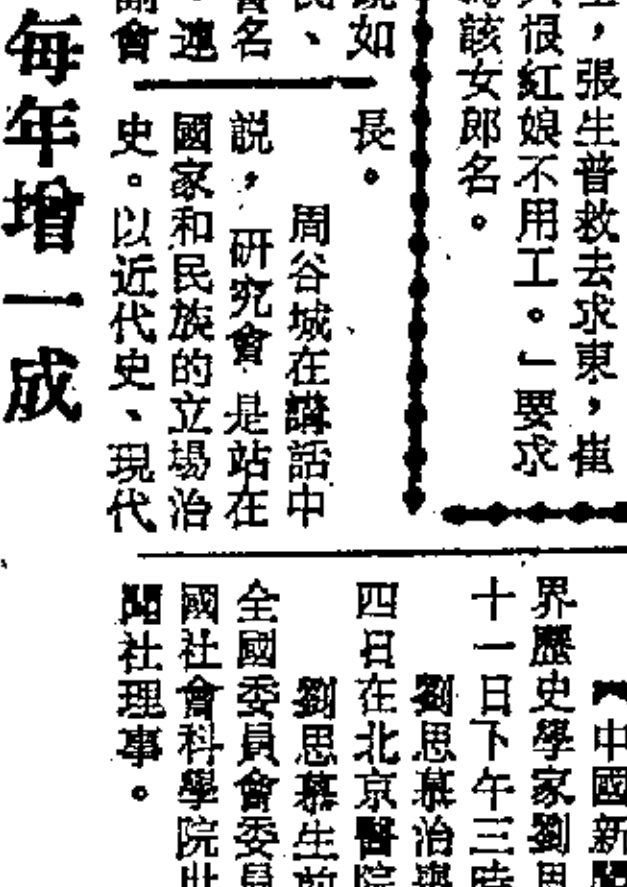 張生普救去求東，崔
恨紅娘不用工。」要求
該女郎名。
如
長。
周谷城在講話中
説，研究會是站在
國家和民族的立場治
史。以近代史、現代
民、
名
。連
會
每年增一成
『中國新聞
界歷史學家劉思
十一日下午三時
劉思慕治喪
四日在北京醫院
劉思慕生前
全國委員會委員
國社會科學院世
聞社理事。